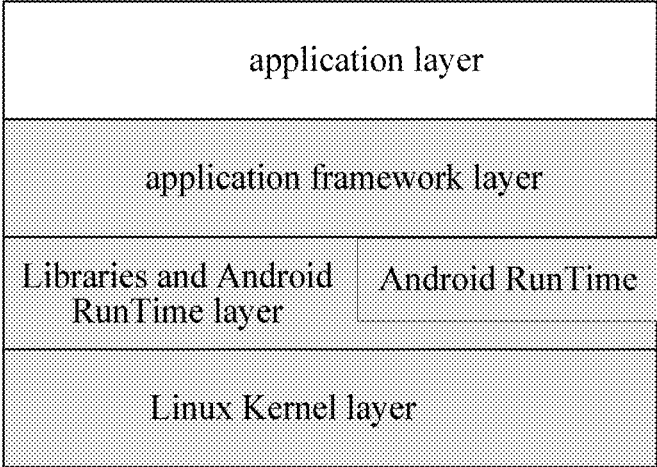 application layer
application framework layer
Libraries and Android
RunTime layer
Android RunTime
Linux Kernel layer